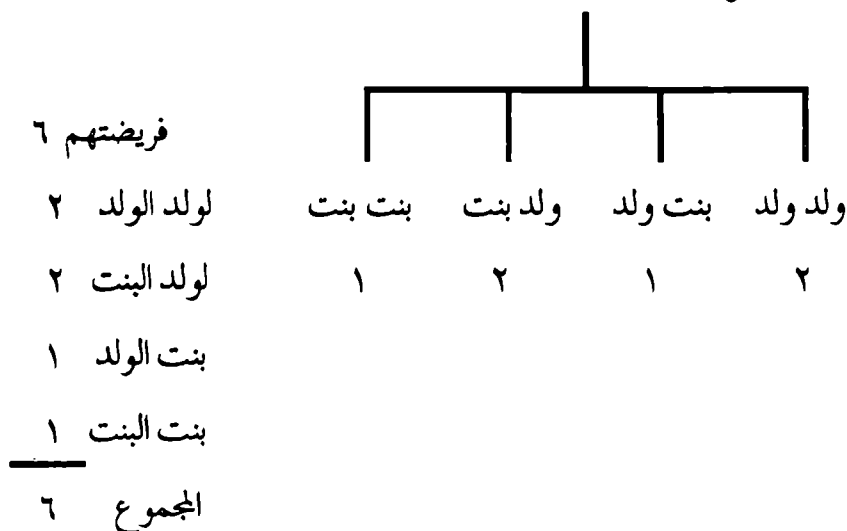 فريضتهم ٦
ولد ولد بنت ولد ولد بنت بنت بنت
لولد الولد ٢
٢ ١ ٢ ١
لولد البنت ٢
بنت الولد ١
بنت البنت ١
المجموع ٦